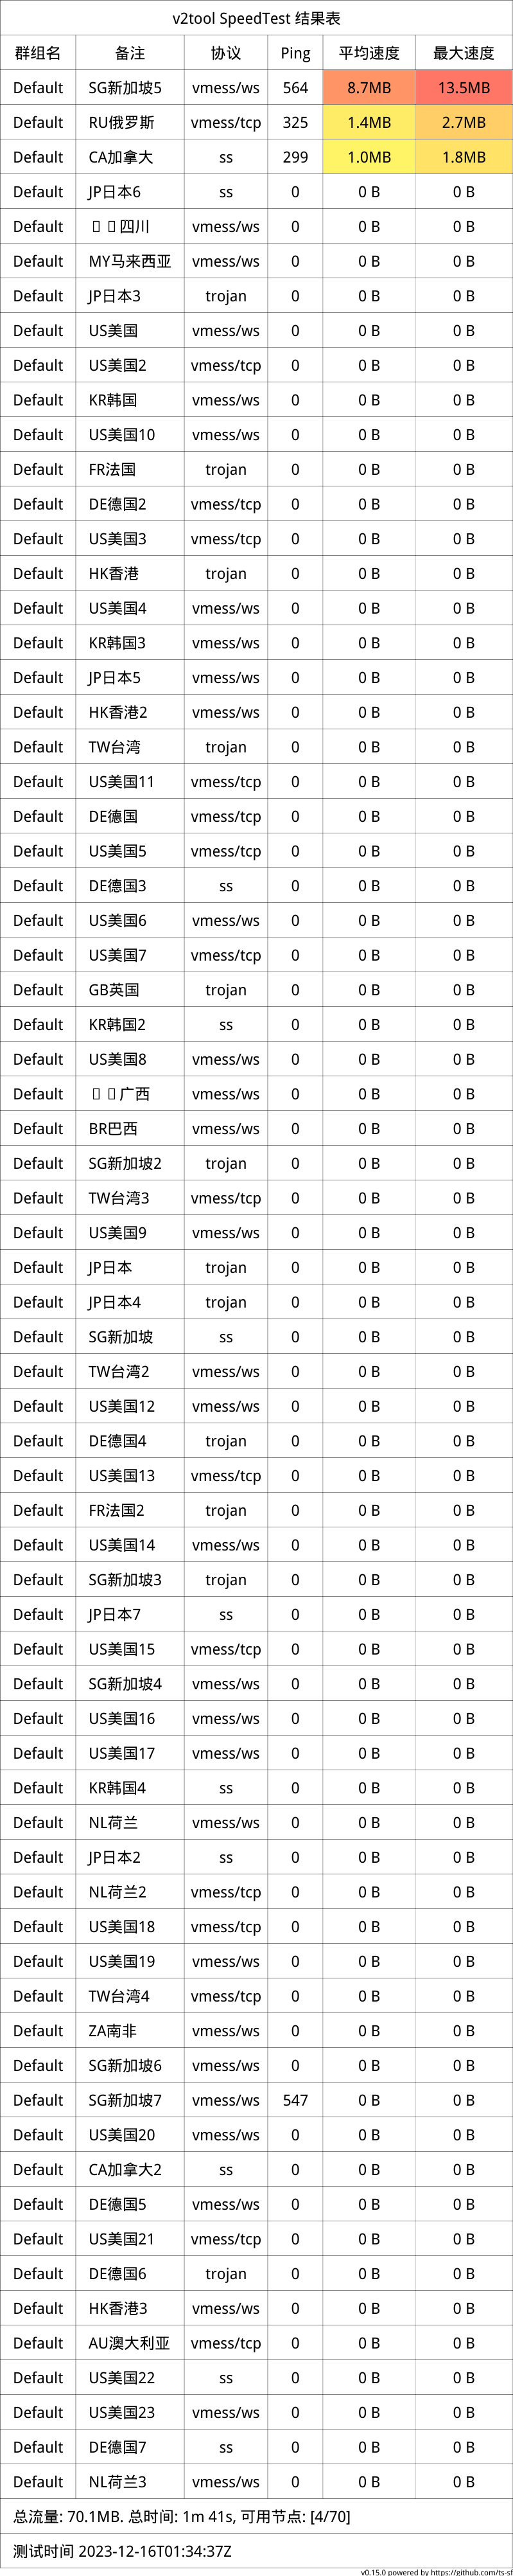 v2tool SpeedTest 结果表
群组名 备注 协议 Ping 平均速度 最大速度
Default SG新加坡5 vmess/ws 564 8.7MB 13.5MB
Default RU俄罗斯 vmess/tcp 325 1.4MB 2.7MB
Default CA加拿大 ss 299 1.0MB 1.8MB
Default JP日本6 ss 0 0 B 0 B
Default 四川 vmess/ws 0 0 B 0 B
Default MY马来西亚 vmess/ws 0 0 B 0 B
Default JP日本3 trojan 0 0 B 0 B
Default US美国 vmess/ws 0 0 B 0 B
Default US美国2 vmess/tcp 0 0 B 0 B
Default KR韩国 vmess/ws 0 0 B 0 B
Default US美国10 vmess/ws 0 0 B 0 B
Default FR法国 trojan 0 0 B 0 B
Default DE德国2 vmess/tcp 0 0 B 0 B
Default US美国3 vmess/tcp 0 0 B 0 B
Default HK香港 trojan 0 0 B 0 B
Default US美国4 vmess/ws 0 0 B 0 B
Default KR韩国3 vmess/ws 0 0 B 0 B
Default JP日本5 vmess/ws 0 0 B 0 B
Default HK香港2 vmess/ws 0 0 B 0 B
Default TW台湾 trojan 0 0 B 0 B
Default US美国11 vmess/tcp 0 0 B 0 B
Default DE德国 vmess/tcp 0 0 B 0 B
Default US美国5 vmess/tcp 0 0 B 0 B
Default DE德国3 ss 0 0 B 0 B
Default US美国6 vmess/ws 0 0 B 0 B
Default US美国7 vmess/tcp 0 0 B 0 B
Default GB英国 trojan 0 0 B 0 B
Default KR韩国2 ss 0 0 B 0 B
Default US美国8 vmess/ws 0 0 B 0 B
Default 广西 vmess/ws 0 0 B 0 B
Default BR巴西 vmess/ws 0 0 B 0 B
Default SG新加坡2 trojan 0 0 B 0 B
Default TW台湾3 vmess/tcp 0 0 B 0 B
Default US美国9 vmess/ws 0 0 B 0 B
Default JP日本 trojan 0 0 B 0 B
Default JP日本4 trojan 0 0 B 0 B
Default SG新加坡 ss 0 0 B 0 B
Default TW台湾2 vmess/ws 0 0 B 0 B
Default US美国12 vmess/ws 0 0 B 0 B
Default DE德国4 trojan 0 0 B 0 B
Default US美国13 vmess/tcp 0 0 B 0 B
Default FR法国2 trojan 0 0 B 0 B
Default US美国14 vmess/ws 0 0 B 0 B
Default SG新加坡3 trojan 0 0 B 0 B
Default JP日本7 ss 0 0 B 0 B
Default US美国15 vmess/tcp 0 0 B 0 B
Default SG新加坡4 vmess/ws 0 0 B 0 B
Default US美国16 vmess/ws 0 0 B 0 B
Default US美国17 vmess/ws 0 0 B 0 B
Default KR韩国4 ss 0 0 B 0 B
Default NL荷兰 vmess/ws 0 0 B 0 B
Default JP日本2 ss 0 0 B 0 B
Default NL荷兰2 vmess/tcp 0 0 B 0 B
Default US美国18 vmess/tcp 0 0 B 0 B
Default US美国19 vmess/ws 0 0 B 0 B
Default TW台湾4 vmess/tcp 0 0 B 0 B
Default ZA南非 vmess/ws 0 0 B 0 B
Default SG新加坡6 vmess/ws 0 0 B 0 B
Default SG新加坡7 vmess/ws 547 0 B 0 B
Default US美国20 vmess/ws 0 0 B 0 B
Default CA加拿大2 ss 0 0 B 0 B
Default DE德国5 vmess/ws 0 0 B 0 B
Default US美国21 vmess/tcp 0 0 B 0 B
Default DE德国6 trojan 0 0 B 0 B
Default HK香港3 vmess/ws 0 0 B 0 B
Default AU澳大利亚 vmess/tcp 0 0 B 0 B
Default US美国22 ss 0 0 B 0 B
Default US美国23 vmess/ws 0 0 B 0 B
Default DE德国7 ss 0 0 B 0 B
Default NL荷兰3 vmess/ws 0 0 B 0 B
总流量: 70.1MB. 总时间: 1m 41s, 可用节点: [4/70]
测试时间 2023-12-16T01:34:37Z
v0.15.0 powered by https://github.com/ts-sf